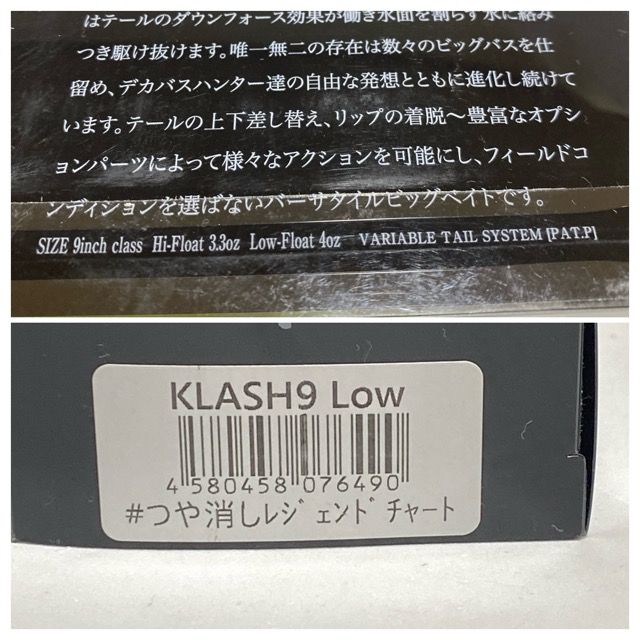 はテールのダウンフォース効果が働き水面を割らず水に絡み
つき駆け抜けます。唯一無二の存在は数々のビッグバスを仕
留め、デカバスハンター達の自由な発想とともに進化し続けて
います。テールの上下差し替え、リップの着脱〜豊富なオプシ
ョンパーツによって様々なアクションを可能にし、フィールドコ
ンディションを選ばないバーサタイルビッグベイトです。
SIZE 9inch class Hi-Float 3.3oz Low-Float 4oz VARIABLE TAIL SYSTEM [PAT.P]
KLASH9 Low
4 580458 076490
#つや消しﾚｼﾞｪﾝﾄﾞチャート